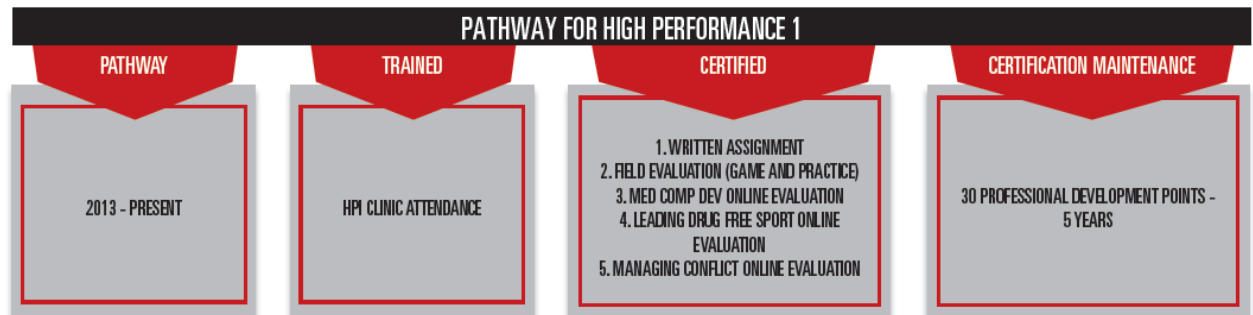 PATHWAY FOR HIGH PERFORMANCE 1
PATHWAY
2013 - PRESENT
TRAINED
HPI CLINIC ATTENDANCE
CERTIFIED
1. WRITTEN ASSIGNMENT
2. FIELD EVALUATION (GAME AND PRACTICE)
3. MED COMP DEV ONLINE EVALUATION
4. LEADING DRUG FREE SPORT ONLINE
EVALUATION
5. MANAGING CONFLICT ONLINE EVALUATION
CERTIFICATION MAINTENANCE
30 PROFESSIONAL DEVELOPMENT POINTS -
5 YEARS